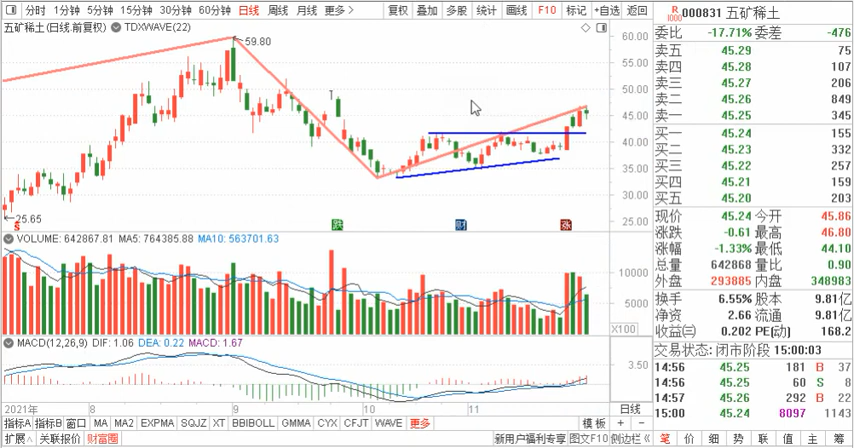 分时 1分钟 5分钟 15分钟 30分钟 60分钟 日线 周线 月线 更多> 复权 叠加 多股 统计 画线 F10 标记 +自选 返回
R 1000 000831 五矿稀土
五矿稀土(日线.前复权) TDXWAVE(22)
委比 -17.71% 委差 -476
卖五 45.29 75
卖四 45.28 107
卖三 45.27 206
卖二 45.26 849
卖一 45.25 345
买一 45.24 155
买二 45.23 332
买三 45.22 257
买四 45.21 159
买五 45.20 203
现价 45.24 今开 45.86
涨跌 -0.61 最高 46.80
涨幅 -1.33% 最低 44.10
总量 642868 量比 0.90
外盘 293885 内盘 348983
换手 6.55% 股本 9.81亿
净资 2.66 流通 9.81亿
收益㈢ 0.202 PE(动) 168.2
交易状态: 闭市阶段 15:00:03
14:56 45.25 181 B 37
14:56 45.25 60 S 8
14:57 45.26 292 B 22
15:00 45.24 8097 1143
笔 价 细 势 联 值 主 筹
59.80
60.00
55.00
50.00
45.00
40.00
35.00
30.00
25.00
T
25.65
$
跌 财 涨
VOLUME: 642867.81 MA5: 764385.88 MA10: 563701.63
10000
5000
X100
MACD(12,26,9) DIF: 1.06 DEA: 0.22 MACD: 1.67
3.50
0.00
2021年 8 9 10 11 日线
指标A 指标B 窗口 MA MACD MA2 EXPMA SQJZ XT BBIBOLL GMMA CYX CFJT WAVE 更多 模板 + -
扩展∧ 关联报价 财富圈 新用户福利专享 图文F10 侧边栏《